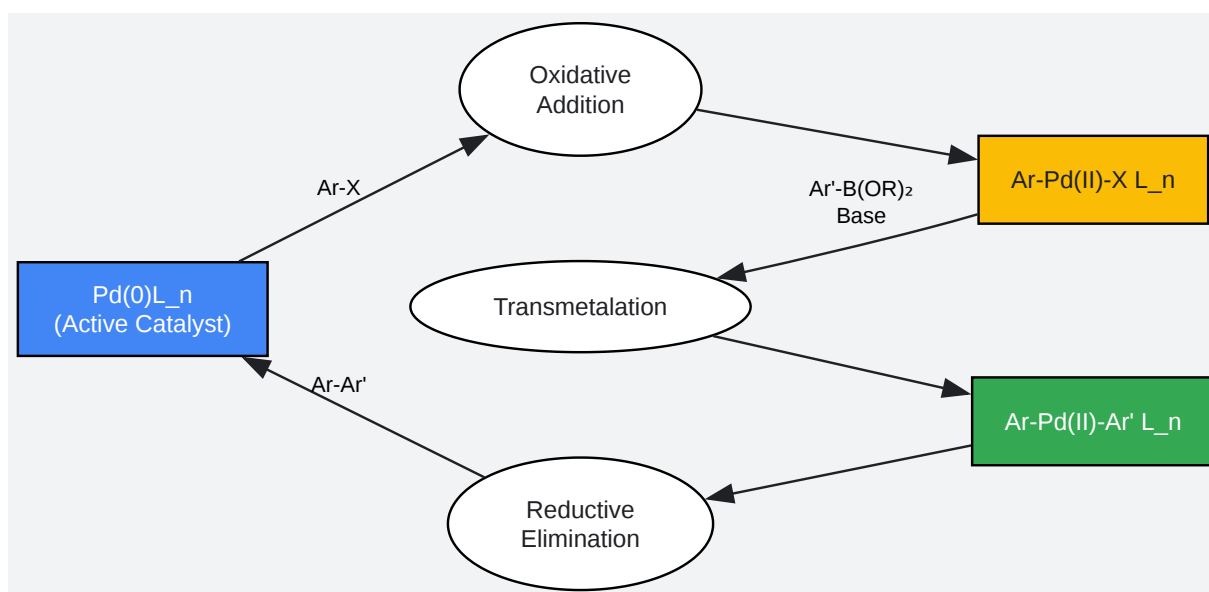 Oxidative
Addition
Ar-X
Ar'-B(OR)₂
Base
Ar-Pd(II)-X L_n
Pd(0)L_n
(Active Catalyst)
Transmetalation
Ar-Ar'
Ar-Pd(II)-Ar' L_n
Reductive
Elimination